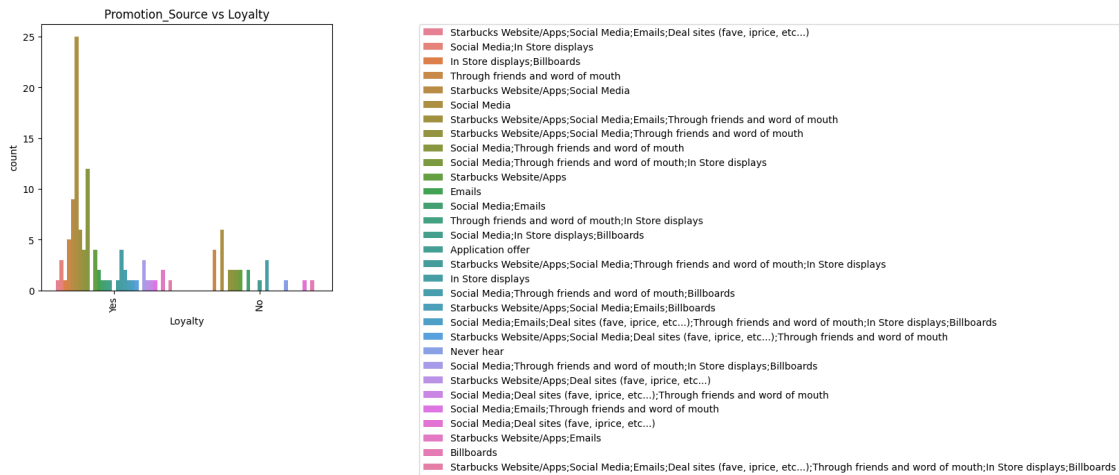 Promotion_Source vs Loyalty
25
20
15
10
5
0
count
Yes
No
Loyalty
Starbucks Website/Apps;Social Media;Emails;Deal sites (fave, iprice, etc...)
Social Media;In Store displays
In Store displays;Billboards
Through friends and word of mouth
Starbucks Website/Apps;Social Media
Social Media
Starbucks Website/Apps;Social Media;Emails;Through friends and word of mouth
Starbucks Website/Apps;Social Media;Through friends and word of mouth
Social Media;Through friends and word of mouth
Social Media;Through friends and word of mouth;In Store displays
Starbucks Website/Apps
Emails
Social Media;Emails
Through friends and word of mouth;In Store displays
Social Media;In Store displays;Billboards
Application offer
Starbucks Website/Apps;Social Media;Through friends and word of mouth;In Store displays
In Store displays
Social Media;Through friends and word of mouth;Billboards
Starbucks Website/Apps;Social Media;Emails;Billboards
Social Media;Emails;Deal sites (fave, iprice, etc...);Through friends and word of mouth;In Store displays;Billboards
Starbucks Website/Apps;Social Media;Deal sites (fave, iprice, etc...);Through friends and word of mouth
Never hear
Social Media;Through friends and word of mouth;In Store displays;Billboards
Starbucks Website/Apps;Deal sites (fave, iprice, etc...)
Social Media;Deal sites (fave, iprice, etc...);Through friends and word of mouth
Social Media;Emails;Through friends and word of mouth
Social Media;Deal sites (fave, iprice, etc...)
Starbucks Website/Apps;Emails
Billboards
Starbucks Website/Apps;Social Media;Emails;Deal sites (fave, iprice, etc...);Through friends and word of mouth;In Store displays;Billboards